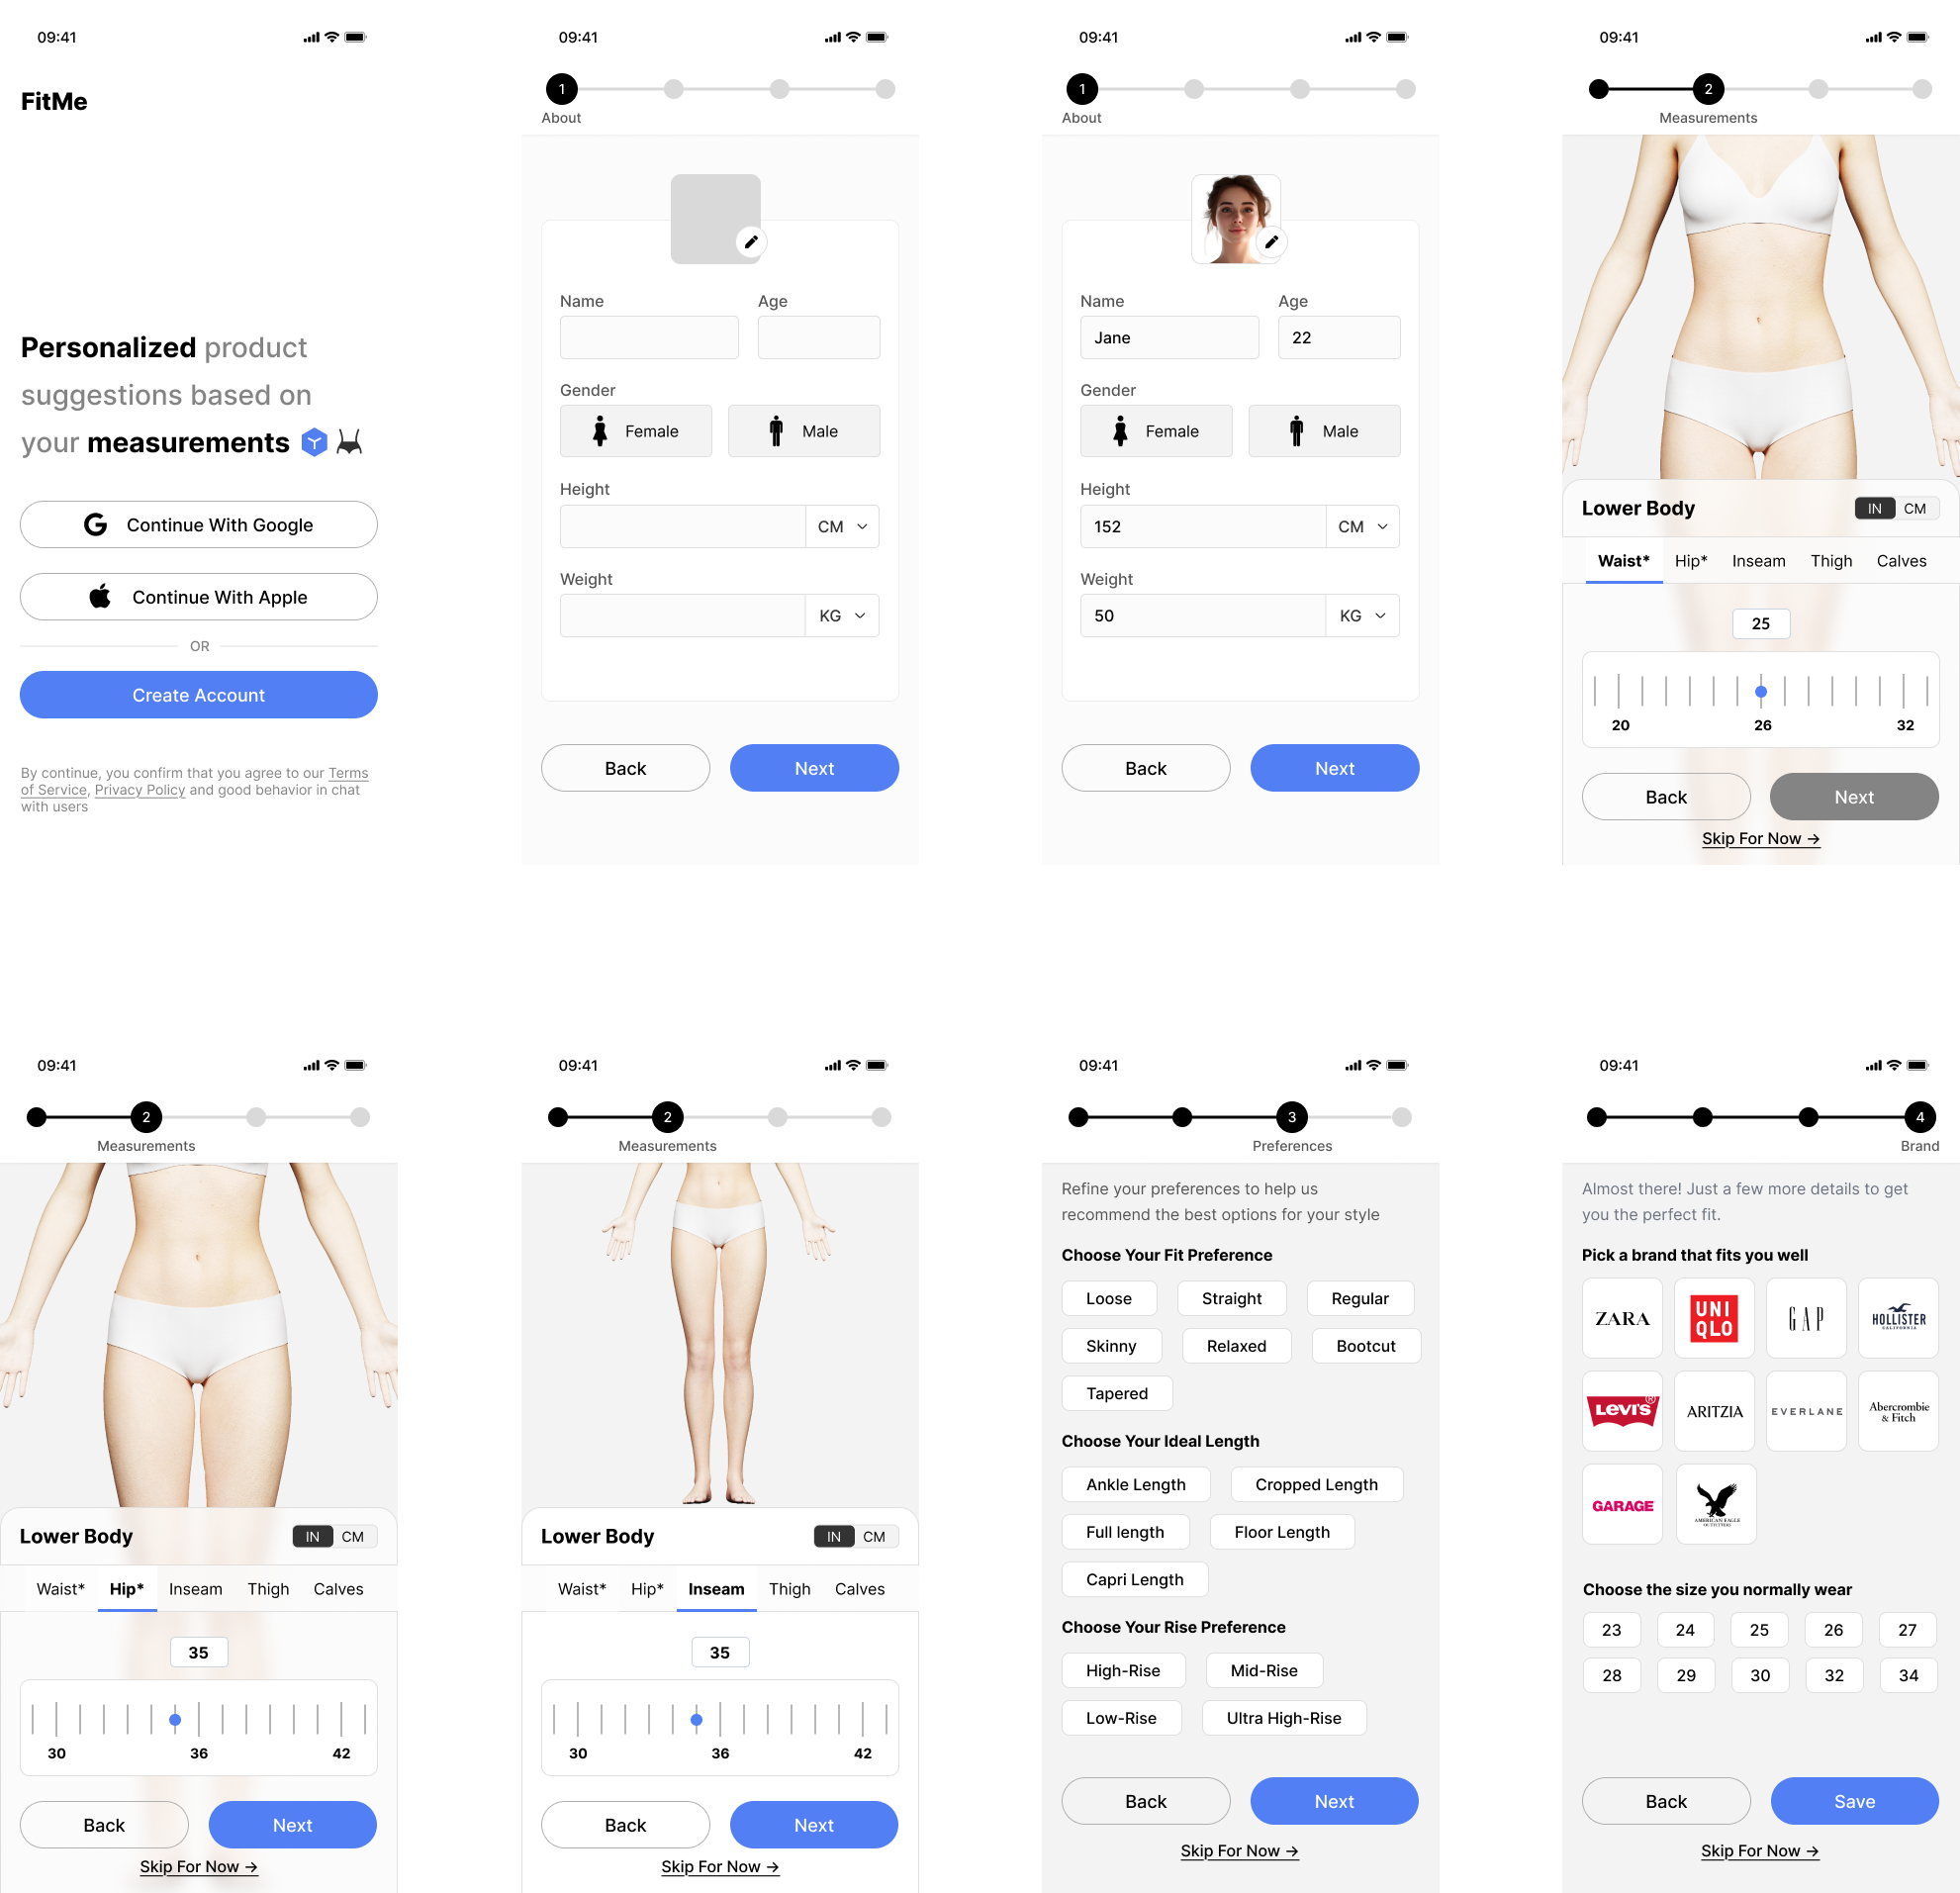 09:41
FitMe
Personalized product
suggestions based on
your measurements
Continue With Google
Continue With Apple
OR
Create Account
By continue, you confirm that you agree to our Terms
of Service, Privacy Policy and good behavior in chat
with users
09:41
1
About
Name Age
Gender
Female Male
Height
CM
Weight
KG
Back Next
09:41
1
About
Name Age
Jane 22
Gender
Female Male
Height
152 CM
Weight
50 KG
Back Next
09:41
2
Measurements
Lower Body IN CM
Waist* Hip* Inseam Thigh Calves
25
20 26 32
Back Next
Skip For Now →
09:41
2
Measurements
Lower Body IN CM
Waist* Hip* Inseam Thigh Calves
35
30 36 42
Back Next
Skip For Now →
09:41
2
Measurements
Lower Body IN CM
Waist* Hip* Inseam Thigh Calves
35
30 36 42
Back Next
Skip For Now →
09:41
3
Preferences
Refine your preferences to help us
recommend the best options for your style
Choose Your Fit Preference
Loose Straight Regular
Skinny Relaxed Bootcut
Tapered
Choose Your Ideal Length
Ankle Length Cropped Length
Full length Floor Length
Capri Length
Choose Your Rise Preference
High-Rise Mid-Rise
Low-Rise Ultra High-Rise
Back Next
Skip For Now →
09:41
4
Brand
Almost there! Just a few more details to get
you the perfect fit.
Pick a brand that fits you well
ZARA
UNI
QLO
GAP
HOLLISTER
CALIFORNIA
LEVI'S ®
ARITZIA
EVERLANE
Abercrombie
& Fitch
GARAGE
AMERICAN EAGLE
OUTFITTERS
Choose the size you normally wear
23 24 25 26 27
28 29 30 32 34
Back Save
Skip For Now →